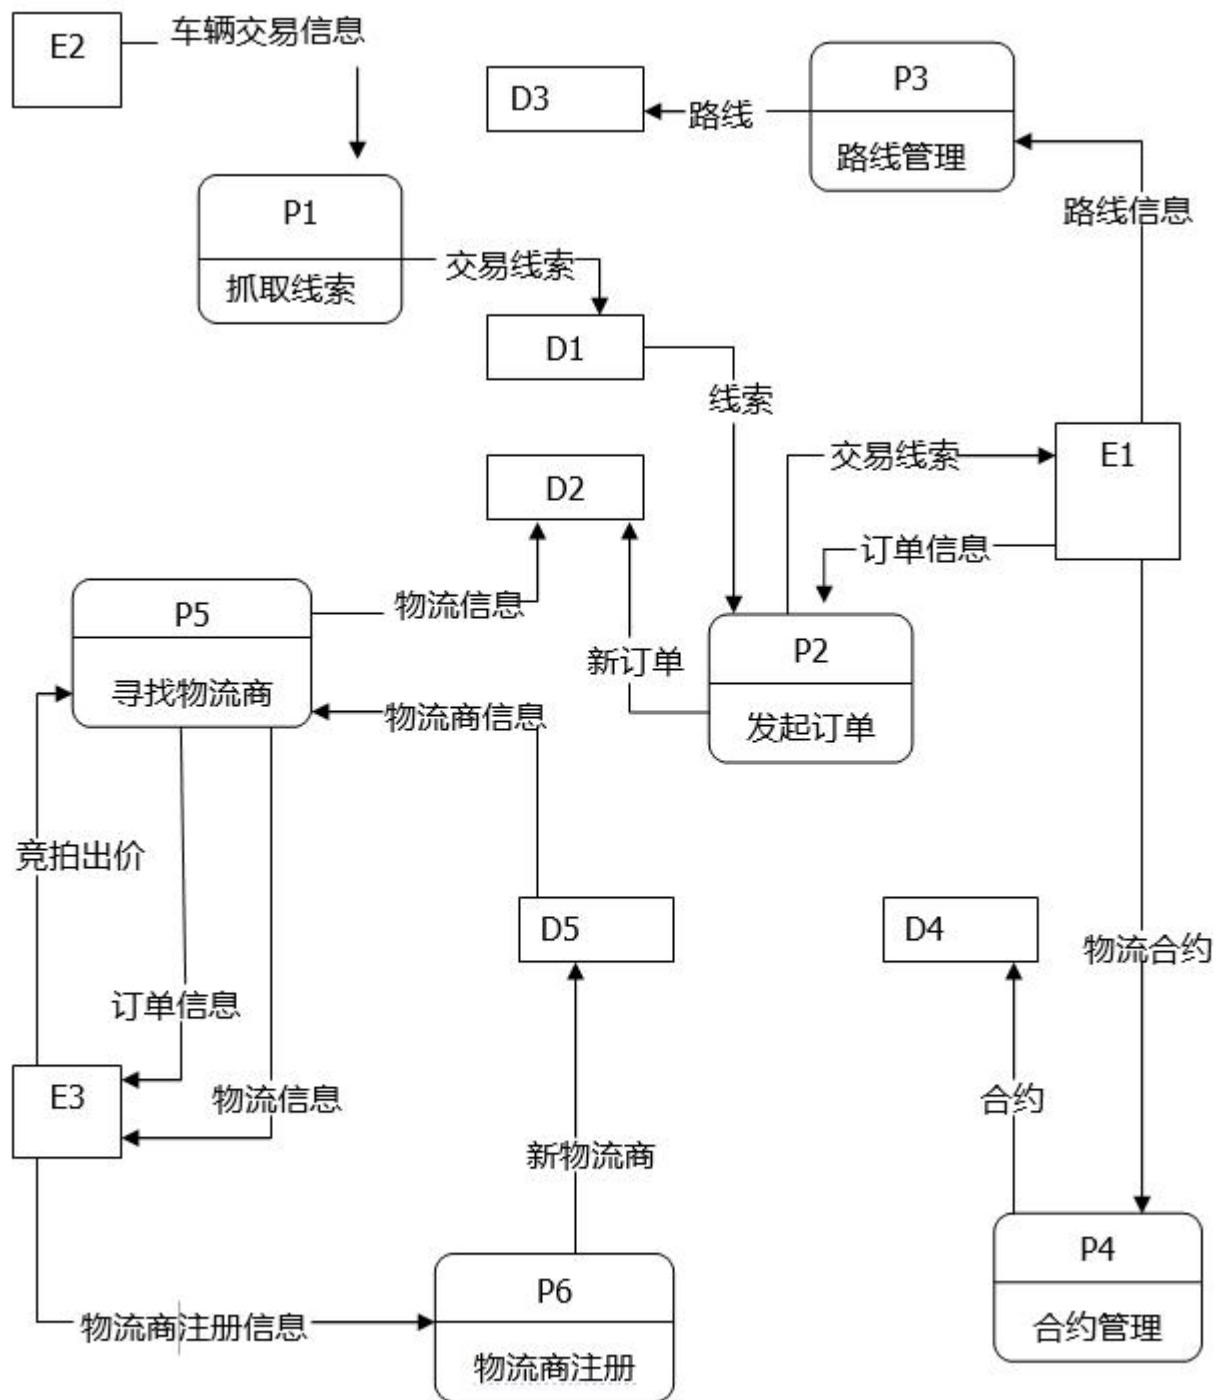 E2
车辆交易信息
P3
D3
路线
路线管理
P1
路线信息
交易线索
抓取线索
D1
线索
交易线索
E1
D2
订单信息
物流信息
P5
P2
新订单
寻找物流商
物流商信息
发起订单
竞拍出价
D5
D4
物流合约
订单信息
E3
物流信息
合约
新物流商
P4
P6
物流商注册信息
合约管理
物流商注册